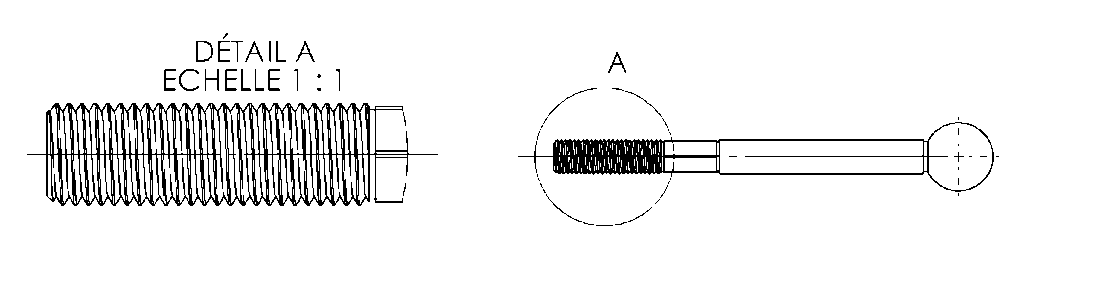 DÉTAIL A
ECHELLE 1 : 1
A